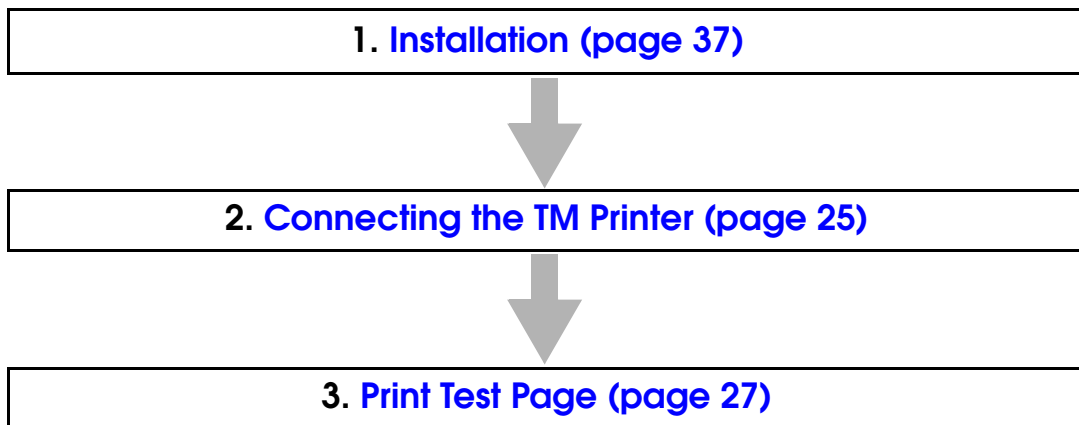 1. Installation (page 37)
2. Connecting the TM Printer (page 25)
3. Print Test Page (page 27)